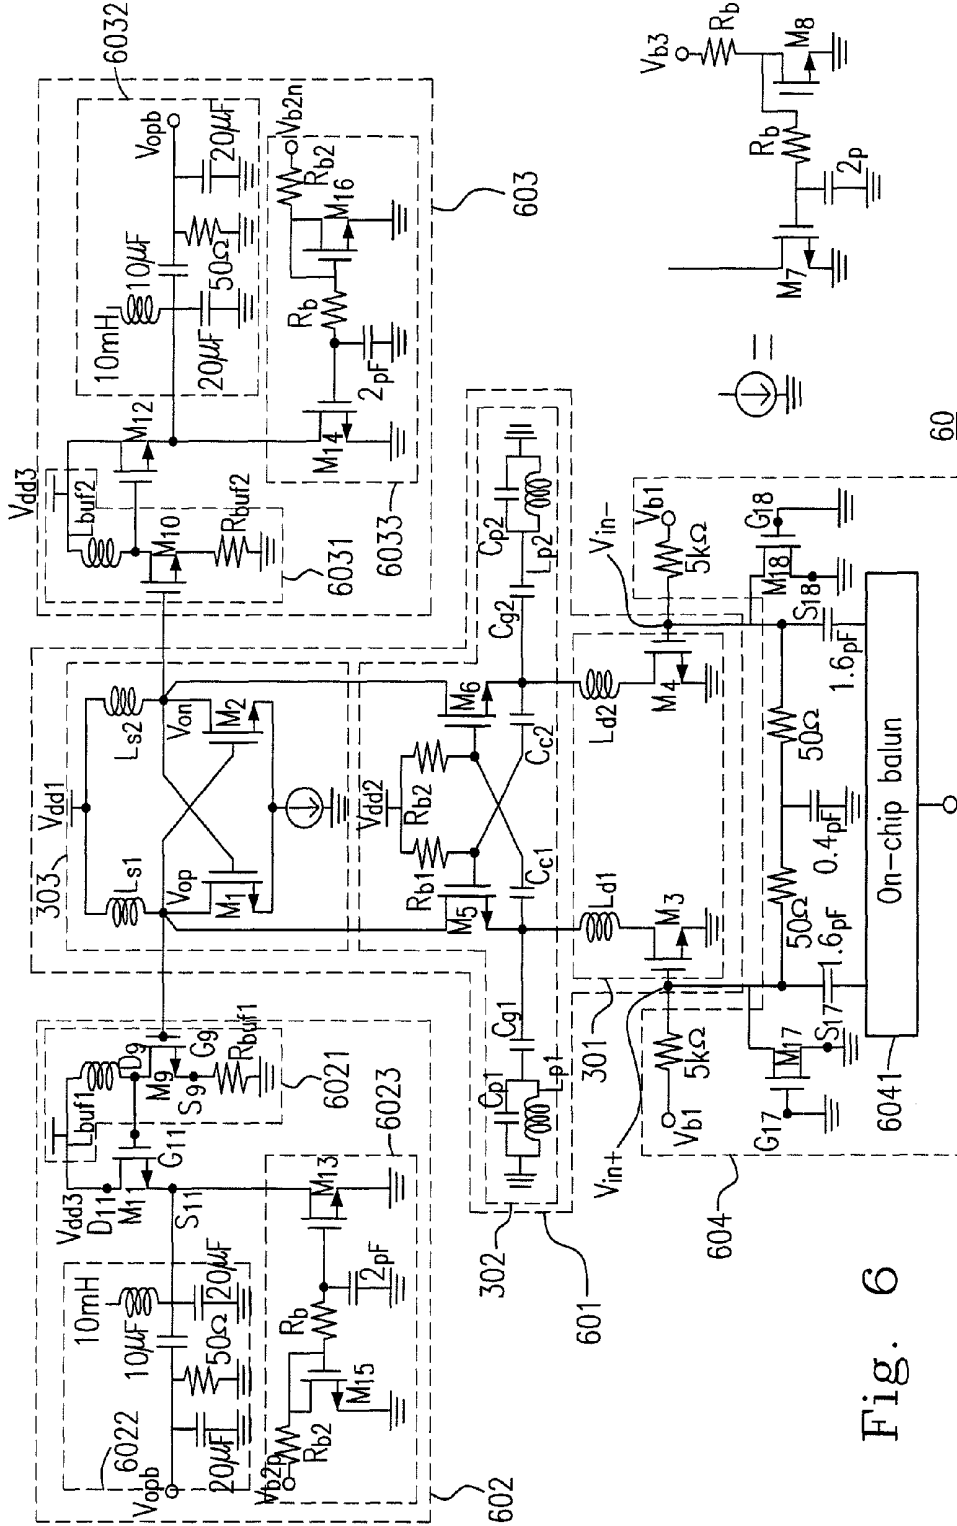 602
6022
Vopb
20μF
50Ω
10μF
10mH
20μF
Vdd3
D11
M11
S11
G11
Lbuf1
D9
M9
G9
S9
Rbuf1
6021
6023
Vb2p
Rb2
M15
Rb
2pF
M13
303
Vdd1
Ls1
Ls2
Vop
Von
M1
M2
Vdd2
Rb1
Rb2
M5
M6
Cc1
Cc2
Vdd3
Lbuf2
M10
Rbuf2
6031
M12
10mH
10μF
20μF
50Ω
20μF
Vopb
6032
6033
M14
2pF
Rb
M16
Rb2
Vb2n
603
302
601
Cp1
Lp1
Cg1
Cg2
Cp2
Lp2
Ld1
Ld2
301
M3
M4
Vin+
Vin-
Vb1
5kΩ
Vb1
5kΩ
604
G17
M17
S17
1.6pF
50Ω
0.4pF
50Ω
1.6pF
S18
M18
G18
6041
On-chip balun
60
=
M7
2p
Rb
Vb3
Rb
M8
Fig. 6